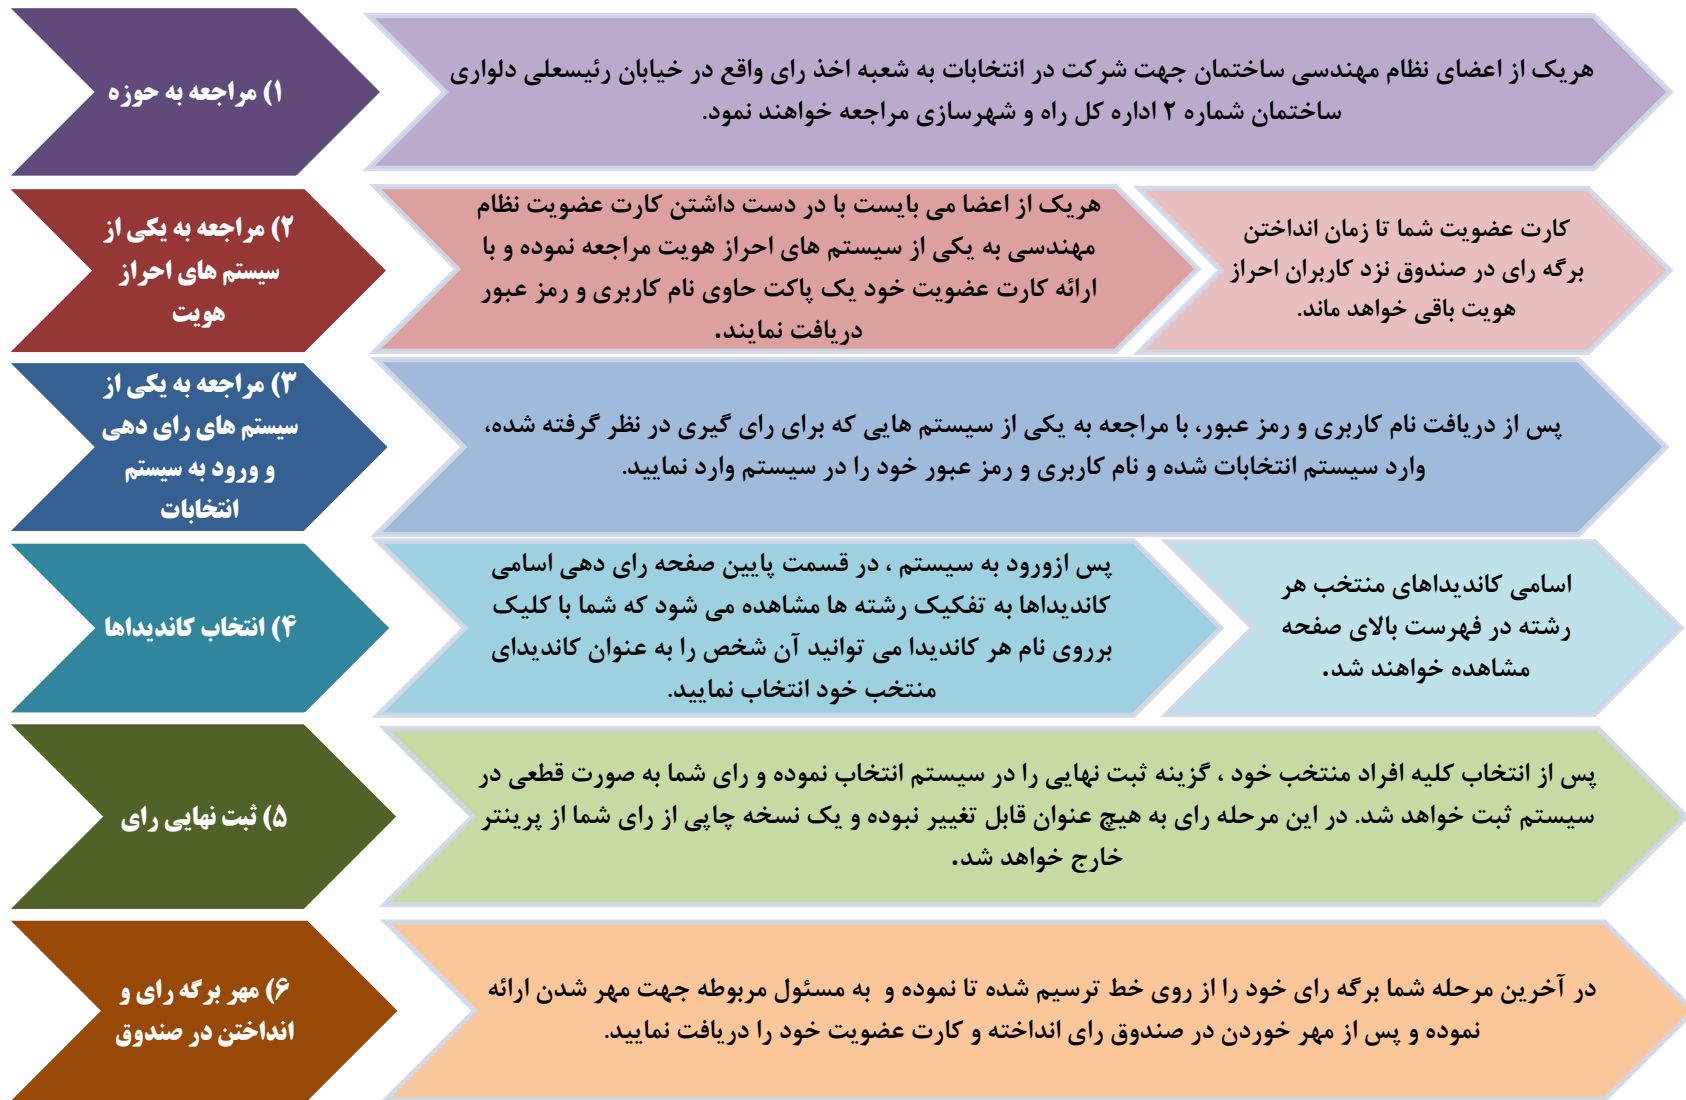 ۱) مراجعه به حوزه
هریک از اعضای نظام مهندسی ساختمان جهت شرکت در انتخابات به شعبه اخذ رای واقع در خیابان رئیسعلی دلواری
ساختمان شماره ۲ اداره کل راه و شهرسازی مراجعه خواهند نمود.
۲) مراجعه به یکی از
سیستم های احراز
هویت
هریک از اعضا می بایست با در دست داشتن کارت عضویت نظام
مهندسی به یکی از سیستم های احراز هویت مراجعه نموده و با
ارائه کارت عضویت خود یک پاکت حاوی نام کاربری و رمز عبور
دریافت نمایند.
کارت عضویت شما تا زمان انداختن
برگه رای در صندوق نزد کاربران احراز
هویت باقی خواهد ماند.
۳) مراجعه به یکی از
سیستم های رای دهی
و ورود به سیستم
انتخابات
پس از دریافت نام کاربری و رمز عبور، با مراجعه به یکی از سیستم هایی که برای رای گیری در نظر گرفته شده،
وارد سیستم انتخابات شده و نام کاربری و رمز عبور خود را در سیستم وارد نمایید.
۴) انتخاب کاندیداها
پس ازورود به سیستم ، در قسمت پایین صفحه رای دهی اسامی
کاندیداها به تفکیک رشته ها مشاهده می شود که شما با کلیک
برروی نام هر کاندیدا می توانید آن شخص را به عنوان کاندیدای
منتخب خود انتخاب نمایید.
اسامی کاندیداهای منتخب هر
رشته در فهرست بالای صفحه
مشاهده خواهند شد.
۵) ثبت نهایی رای
پس از انتخاب کلیه افراد منتخب خود ، گزینه ثبت نهایی را در سیستم انتخاب نموده و رای شما به صورت قطعی در
سیستم ثبت خواهد شد. در این مرحله رای به هیچ عنوان قابل تغییر نبوده و یک نسخه چاپی از رای شما از پرینتر
خارج خواهد شد.
۶) مهر برگه رای و
انداختن در صندوق
در آخرین مرحله شما برگه رای خود را از روی خط ترسیم شده تا نموده و به مسئول مربوطه جهت مهر شدن ارائه
نموده و پس از مهر خوردن در صندوق رای انداخته و کارت عضویت خود را دریافت نمایید.